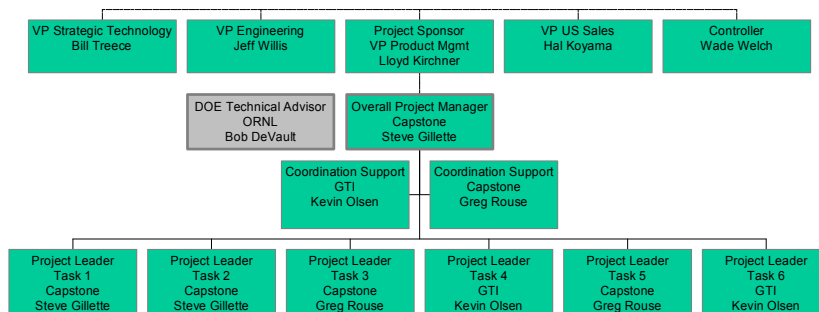 VP Strategic Technology
Bill Treece
VP Engineering
Jeff Willis
Project Sponsor
VP Product Mgmt
Lloyd Kirchner
VP US Sales
Hal Koyama
Controller
Wade Welch
DOE Technical Advisor
ORNL
Bob DeVault
Overall Project Manager
Capstone
Steve Gillette
Coordination Support
GTI
Kevin Olsen
Coordination Support
Capstone
Greg Rouse
Project Leader
Task 1
Capstone
Steve Gillette
Project Leader
Task 2
Capstone
Steve Gillette
Project Leader
Task 3
Capstone
Greg Rouse
Project Leader
Task 4
GTI
Kevin Olsen
Project Leader
Task 5
Capstone
Greg Rouse
Project Leader
Task 6
GTI
Kevin Olsen